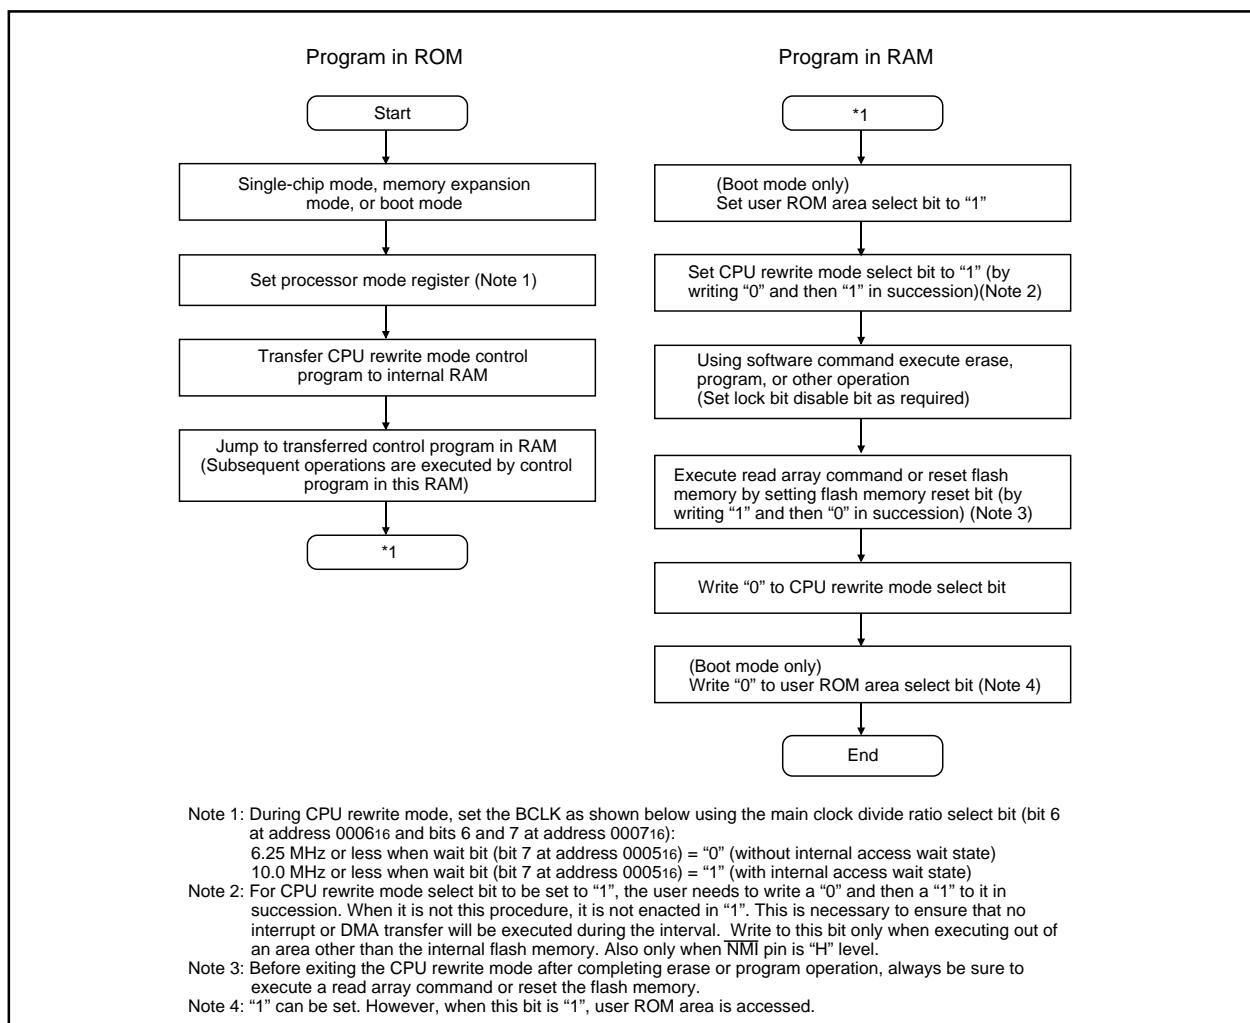 Program in ROM
Start
Single-chip mode, memory expansion
mode, or boot mode
Set processor mode register (Note 1)
Transfer CPU rewrite mode control
program to internal RAM
Jump to transferred control program in RAM
(Subsequent operations are executed by control
program in this RAM)
*1
Program in RAM
*1
(Boot mode only)
Set user ROM area select bit to “1”
Set CPU rewrite mode select bit to “1” (by
writing “0” and then “1” in succession)(Note 2)
Using software command execute erase,
program, or other operation
(Set lock bit disable bit as required)
Execute read array command or reset flash
memory by setting flash memory reset bit (by
writing “1” and then “0” in succession) (Note 3)
Write “0” to CPU rewrite mode select bit
(Boot mode only)
Write “0” to user ROM area select bit (Note 4)
End
Note 1: During CPU rewrite mode, set the BCLK as shown below using the main clock divide ratio select bit (bit 6
at address 000616 and bits 6 and 7 at address 000716):
6.25 MHz or less when wait bit (bit 7 at address 000516) = “0” (without internal access wait state)
10.0 MHz or less when wait bit (bit 7 at address 000516) = “1” (with internal access wait state)
Note 2: For CPU rewrite mode select bit to be set to “1”, the user needs to write a “0” and then a “1” to it in
succession. When it is not this procedure, it is not enacted in “1”. This is necessary to ensure that no
interrupt or DMA transfer will be executed during the interval. Write to this bit only when executing out of
an area other than the internal flash memory. Also only when NMI pin is “H” level.
Note 3: Before exiting the CPU rewrite mode after completing erase or program operation, always be sure to
execute a read array command or reset the flash memory.
Note 4: “1” can be set. However, when this bit is “1”, user ROM area is accessed.